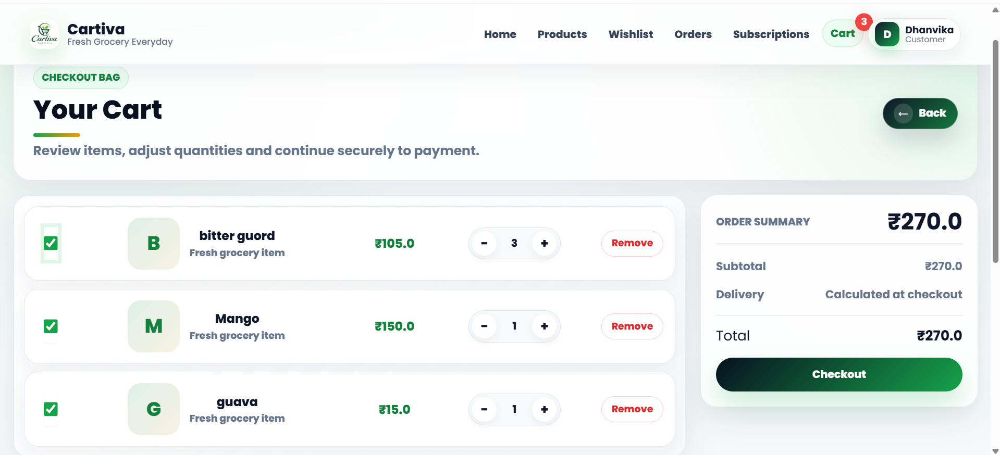 Cartiva
Cartiva
Fresh Grocery Everyday
Home
Products
Wishlist
Orders
Subscriptions
Cart
3
D
Dhanvika
Customer
CHECKOUT BAG
Your Cart
← Back
Review items, adjust quantities and continue securely to payment.
B
bitter guord
Fresh grocery item
₹105.0
- 3 +
Remove
M
Mango
Fresh grocery item
₹150.0
- 1 +
Remove
G
guava
Fresh grocery item
₹15.0
- 1 +
Remove
ORDER SUMMARY ₹270.0
Subtotal ₹270.0
Delivery Calculated at checkout
Total ₹270.0
Checkout